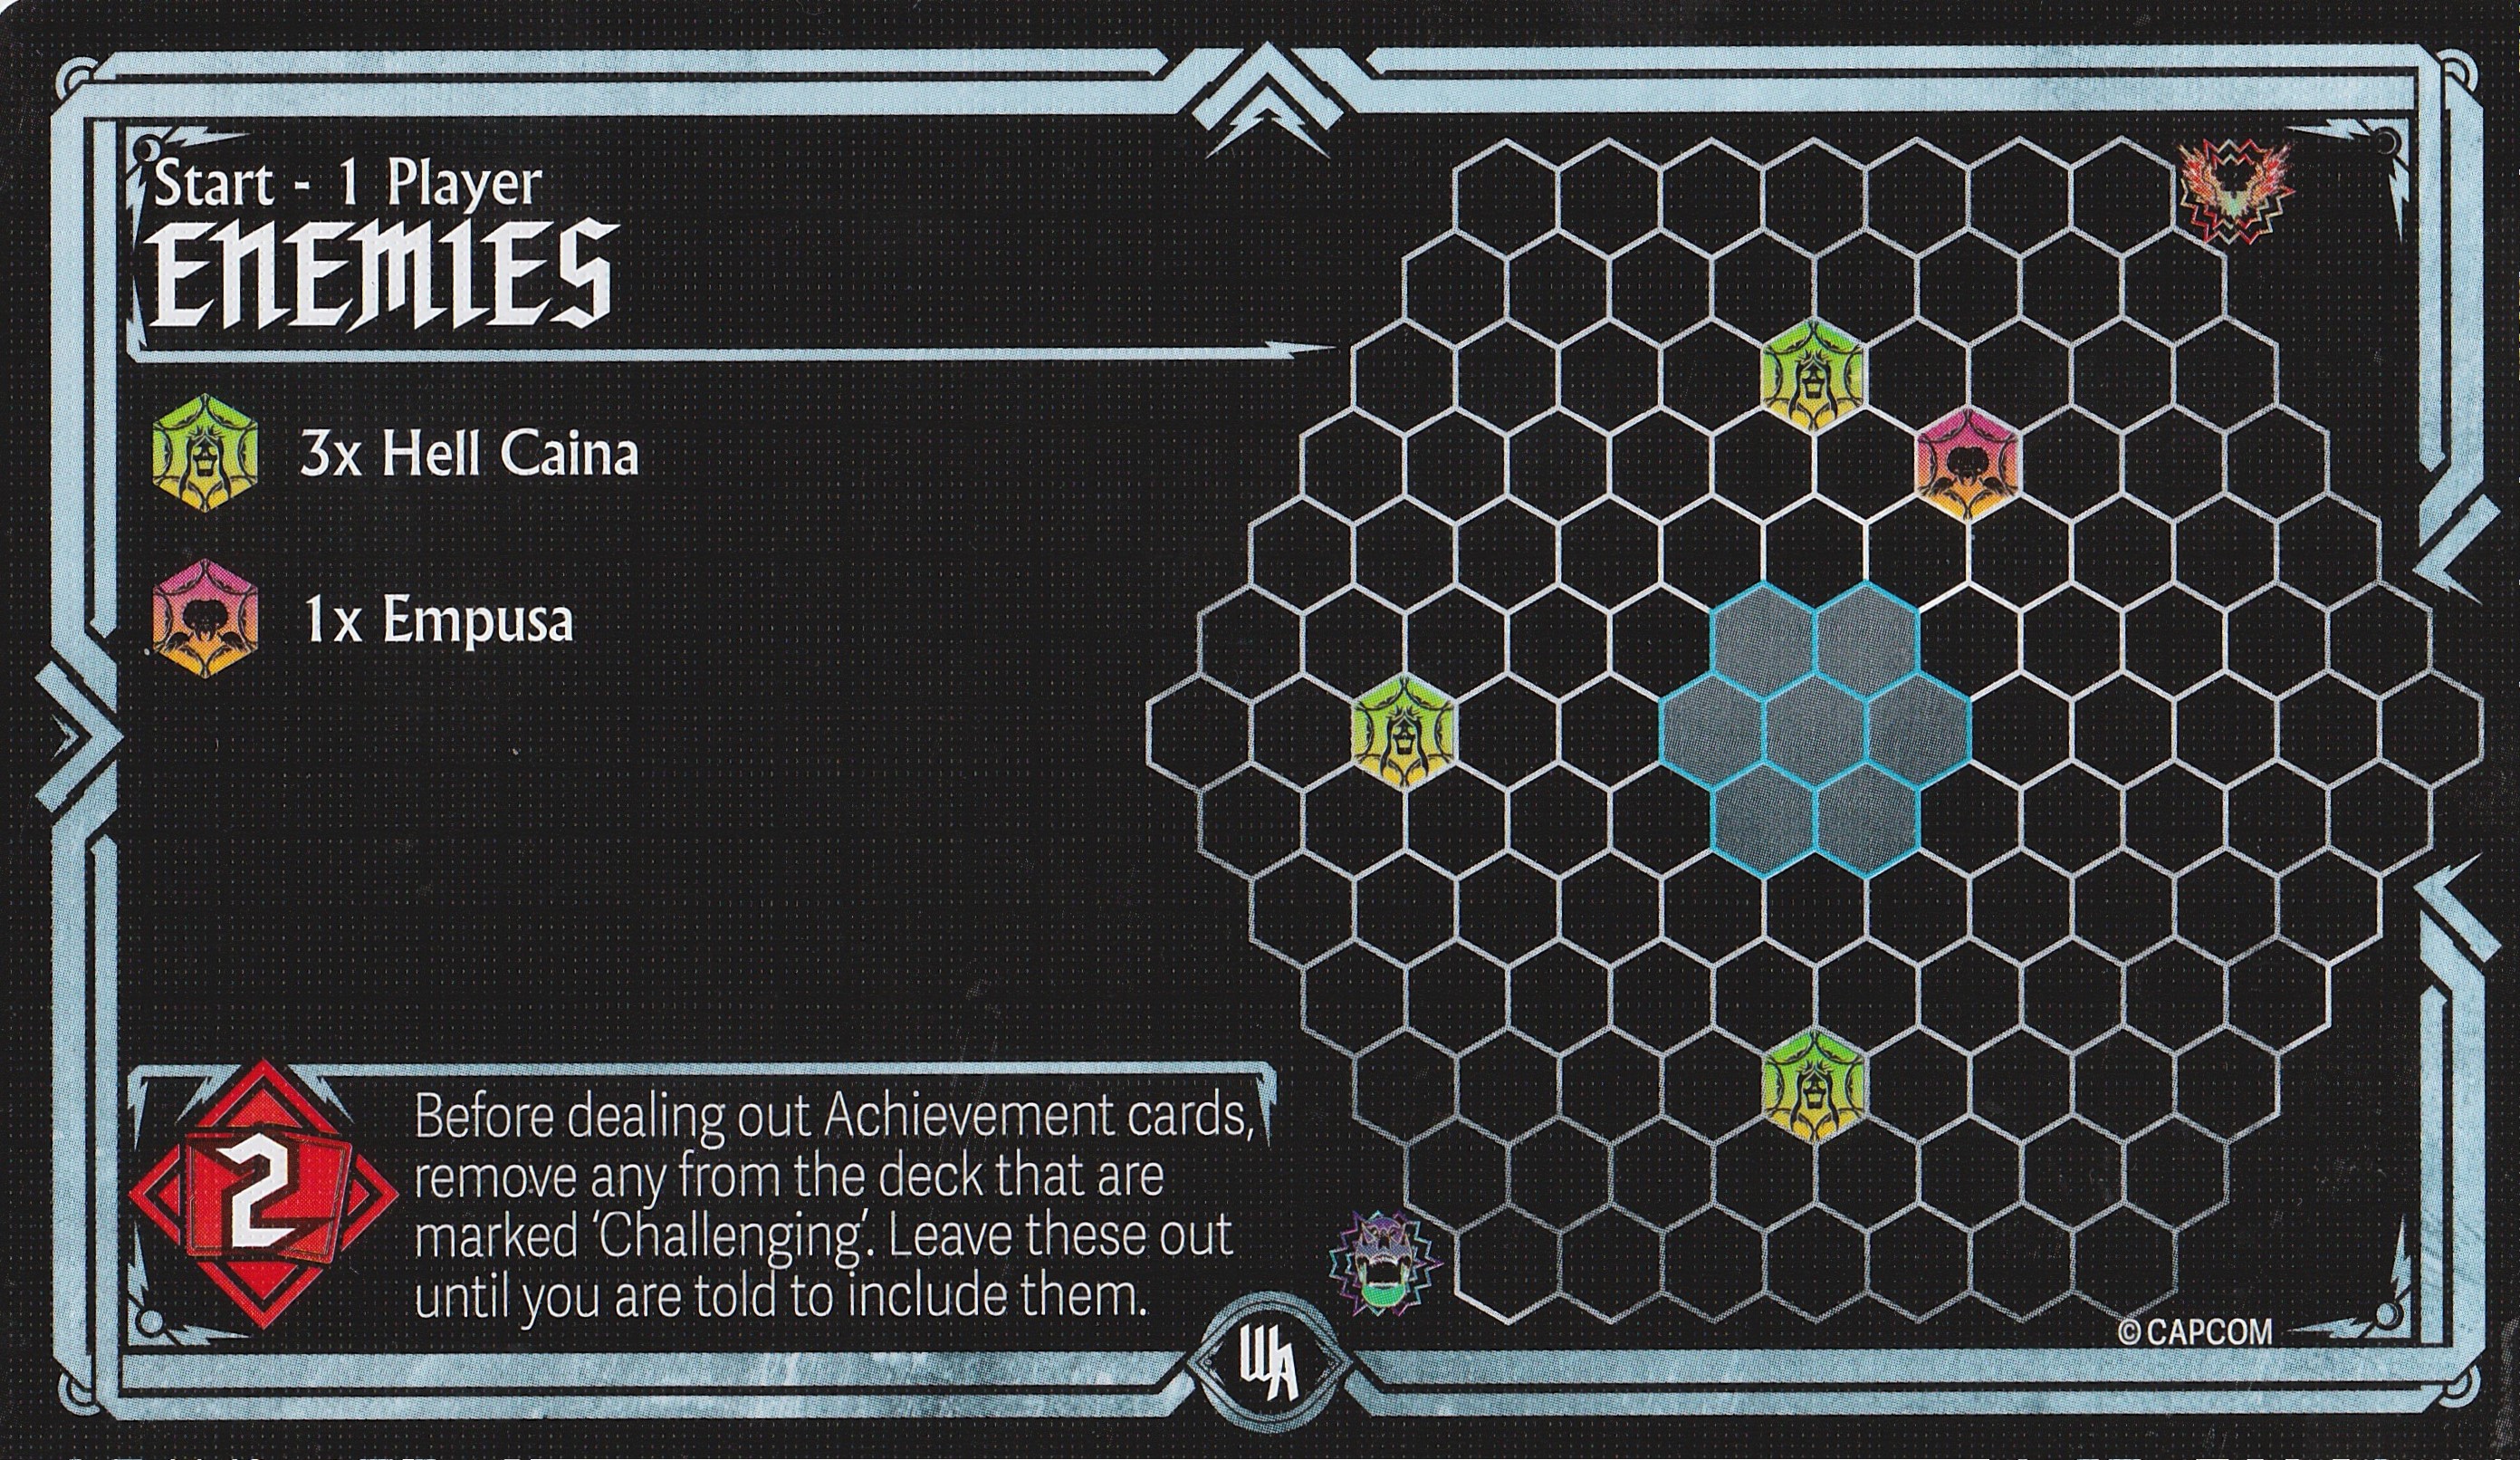 Start - 1 Player
ENEMIES
3x Hell Caina
1x Empusa
2
Before dealing out Achievement cards,
remove any from the deck that are
marked ‘Challenging’. Leave these out
until you are told to include them.
WA
© CAPCOM